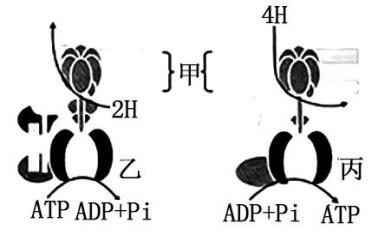 4H
甲
2H
乙 丙
ATP ADP+Pi ADP+Pi ATP